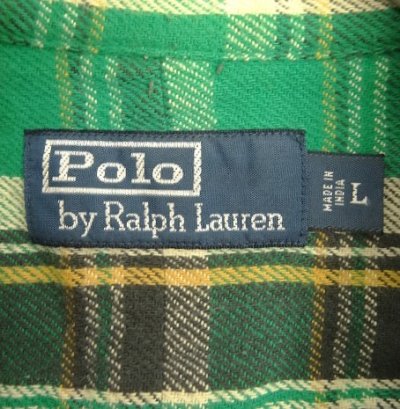 Polo
by Ralph Lauren
MADE IN
INDIA
L